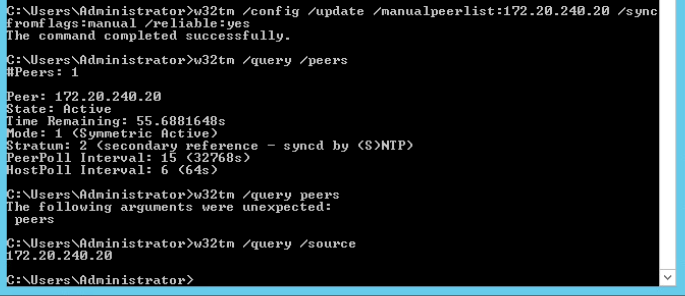 C:\Users\Administrator>w32tm /config /update /manualpeerlist:172.20.240.20 /sync
fromflags:manual /reliable:yes
The command completed successfully.
C:\Users\Administrator>w32tm /query /peers
#Peers: 1
Peer: 172.20.240.20
State: Active
Time Remaining: 55.6881648s
Mode: 1 (Symmetric Active)
Stratum: 2 (secondary reference - syncd by (S)NTP)
PeerPoll Interval: 15 (32768s)
HostPoll Interval: 6 (64s)
C:\Users\Administrator>w32tm /query peers
The following arguments were unexpected:
 peers
C:\Users\Administrator>w32tm /query /source
172.20.240.20
C:\Users\Administrator>